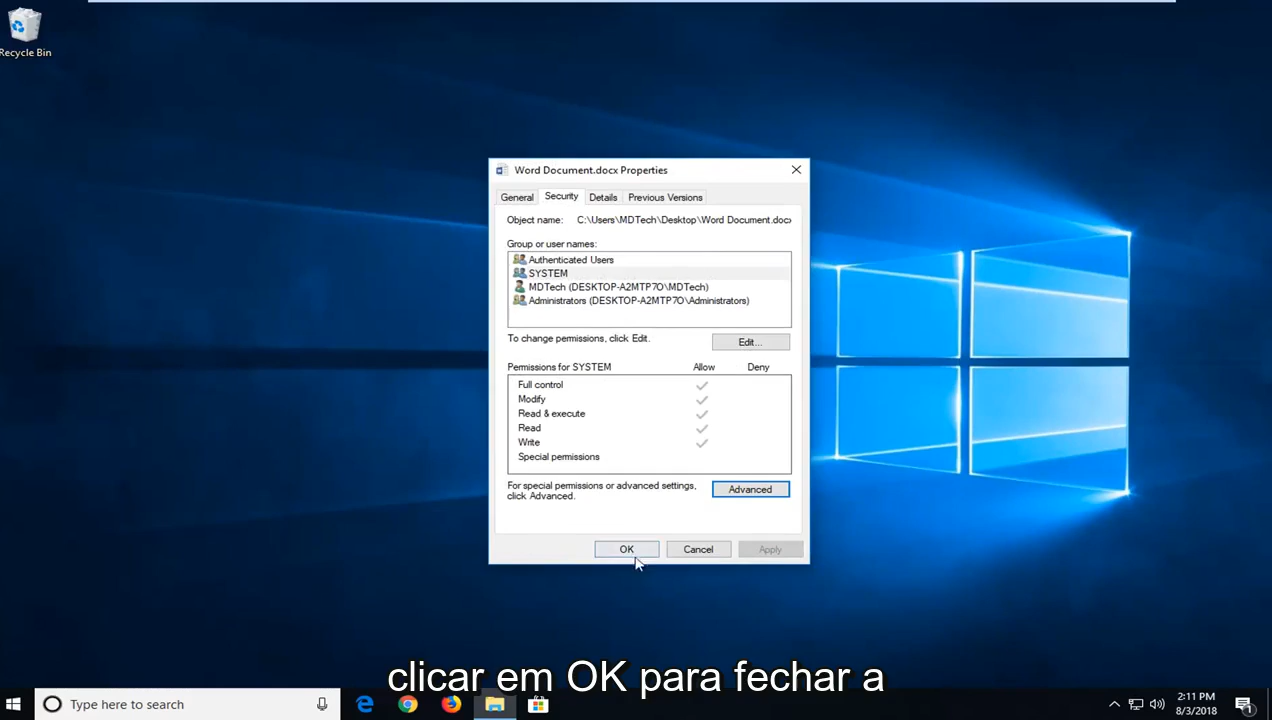 Recycle Bin
Word Document.docx Properties
General Security Details Previous Versions
Object name: C:\Users\MDTech\Desktop\Word Document.docx
Group or user names:
Authenticated Users
SYSTEM
MDTech (DESKTOP-A2MTP7O\MDTech)
Administrators (DESKTOP-A2MTP7O\Administrators)
To change permissions, click Edit.
Edit...
Permissions for SYSTEM Allow Deny
Full control
Modify
Read & execute
Read
Write
Special permissions
For special permissions or advanced settings,
click Advanced.
Advanced
OK Cancel Apply
clicar em OK para fechar a
Type here to search
2:11 PM
8/3/2018
1